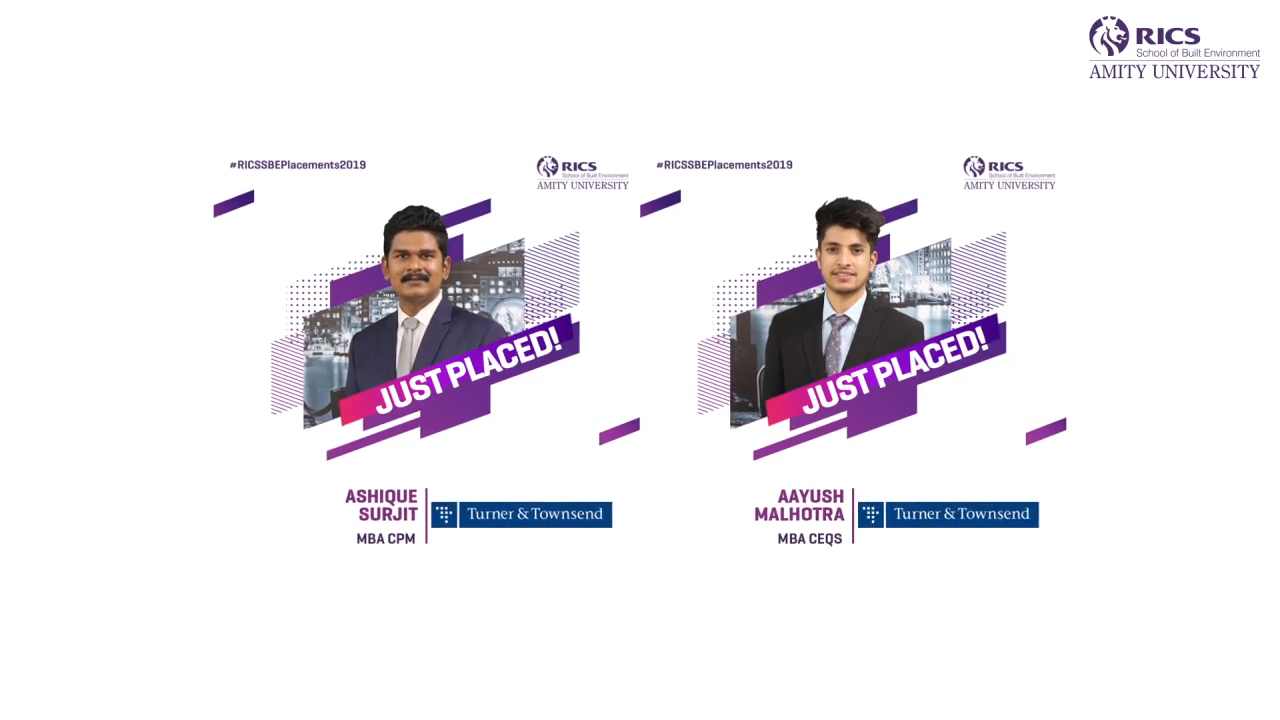 RICS
School of Built Environment
AMITY UNIVERSITY
#RICSSBEPlacements2019
RICS
School of Built Environment
AMITY UNIVERSITY
JUST PLACED!
ASHIQUE
SURJIT
MBA CPM
Turner & Townsend
#RICSSBEPlacements2019
RICS
School of Built Environment
AMITY UNIVERSITY
JUST PLACED!
AAYUSH
MALHOTRA
MBA CEQS
Turner & Townsend